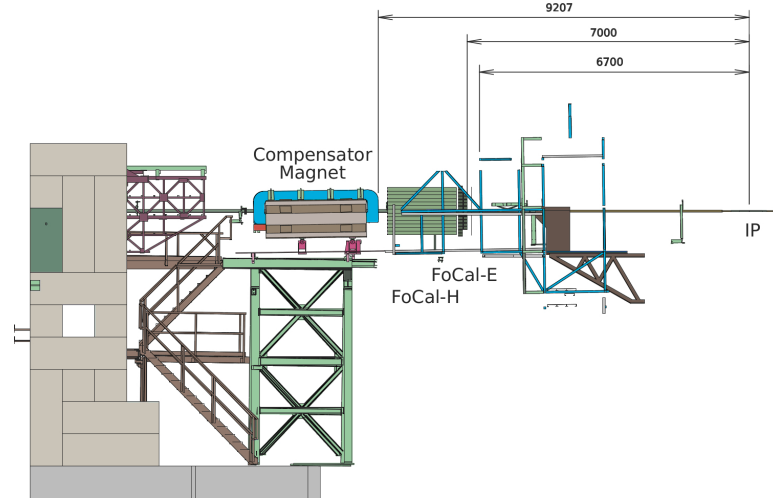 9207
7000
6700
Compensator
Magnet
IP
FoCal-E
FoCal-H